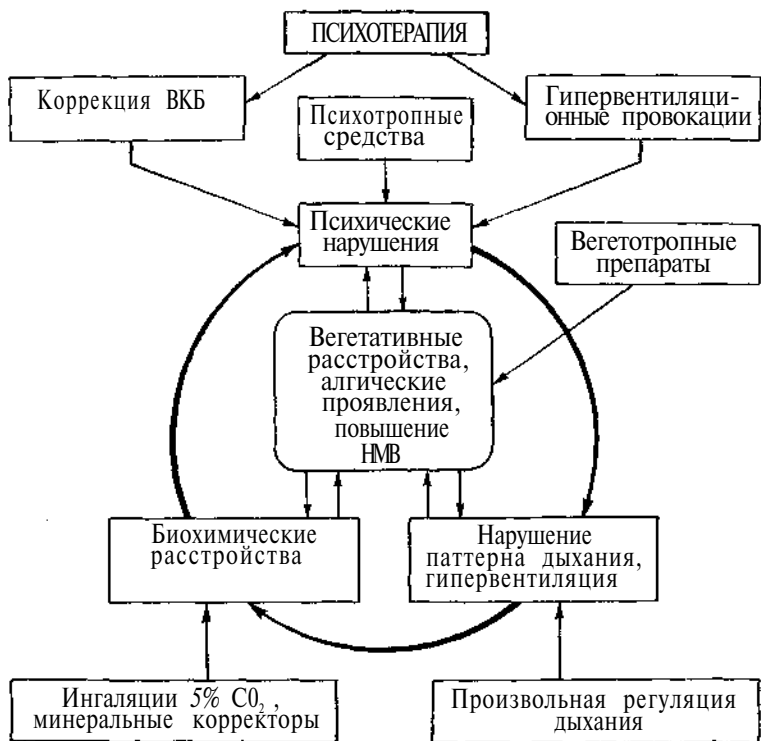 ПСИХОТЕРАПИЯ
Коррекция ВКБ
Психотропные
средства
Гипервентиляци-
онные провокации
Психические
нарушения
Вегетотропные
препараты
Вегетативные
расстройства,
алгические
проявления,
повышение
НМВ
Биохимические
расстройства
Нарушение
паттерна дыхания,
гипервентиляция
Ингаляции 5% CO₂,
минеральные корректоры
Произвольная регуляция
дыхания